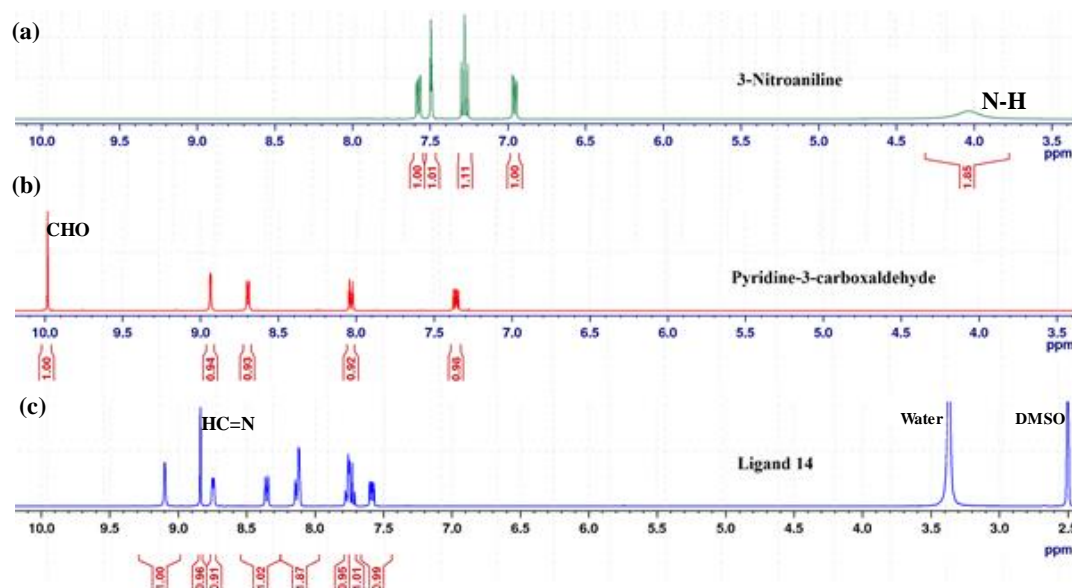 (a)
3-Nitroaniline
N-H
10.0 9.5 9.0 8.5 8.0 7.5 7.0 6.5 6.0 5.5 5.0 4.5 4.0 3.5
ppm
1.00 1.01 1.11 1.00 1.85
(b)
CHO
Pyridine-3-carboxaldehyde
10.0 9.5 9.0 8.5 8.0 7.5 7.0 6.5 6.0 5.5 5.0 4.5 4.0 3.5
ppm
1.00 0.94 0.93 0.92 0.98
(c)
HC=N
Water
DMSO
Ligand 14
10.0 9.5 9.0 8.5 8.0 7.5 7.0 6.5 6.0 5.5 5.0 4.5 4.0 3.5 3.0 2.5
ppm
1.00 0.96 0.91 1.02 1.87 0.95 1.01 0.99